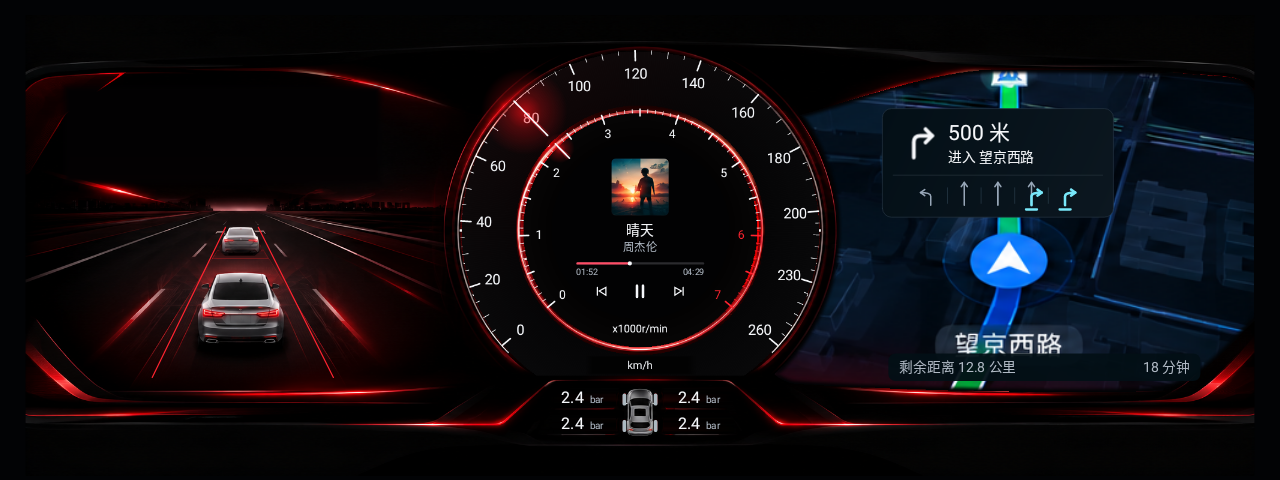 0
20
40
60
80
100
120
140
160
180
200
230
260
0
1
2
3
4
5
6
7
晴天
周杰伦
01:52 04:29
x1000r/min
km/h
2.4 bar 2.4 bar
2.4 bar 2.4 bar
500 米
进入 望京西路
望京西路
剩余距离 12.8 公里 18 分钟